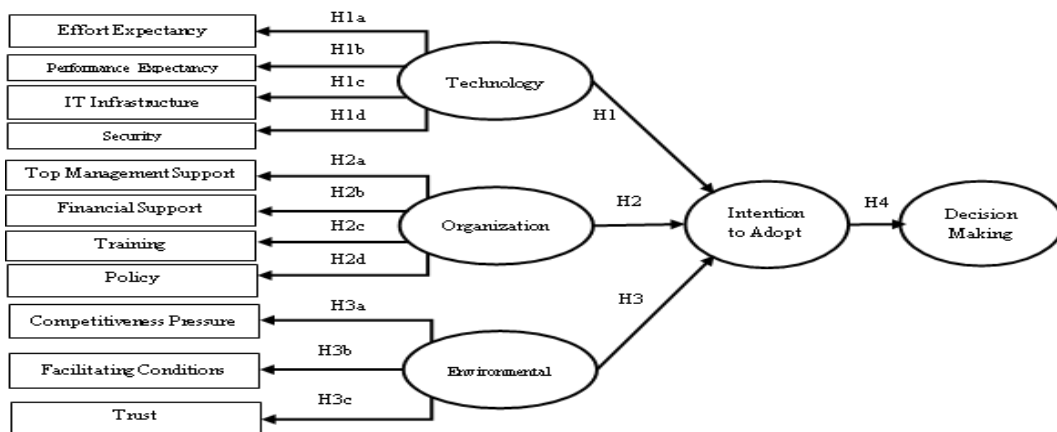 H1a
Effort Expectancy
H1b
Performance Expectancy
H1c
IT Infrastructure
H1d
Security
Technology
H1
H2a
Top Management Support
H2b
Financial Support
H2c
Training
H2d
Policy
Organization
H2
Intention
to Adopt
H4
Decision
Making
H3a
Competitiveness Pressure
H3b
Facilitating Conditions
H3c
Trust
Environmental
H3